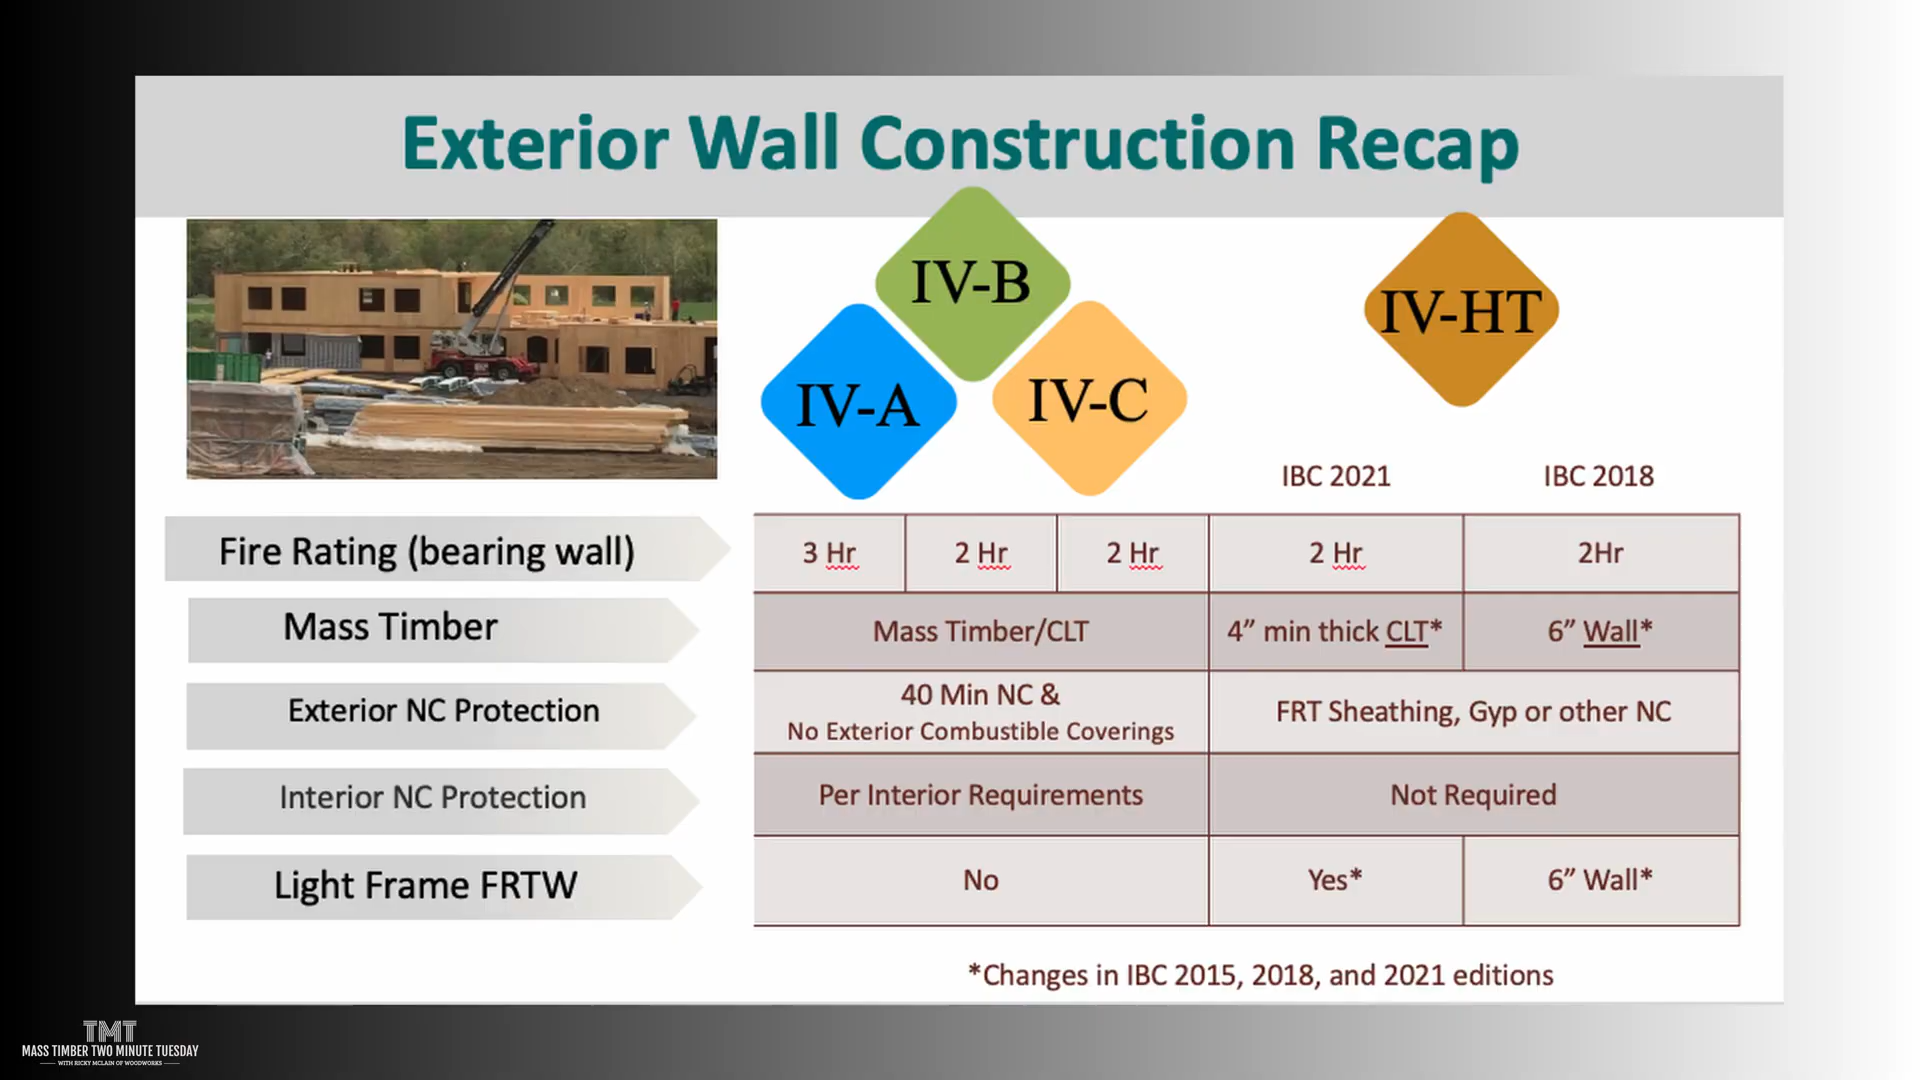 Exterior Wall Construction Recap
IV-B
IV-HT
IV-A
IV-C
IBC 2021
IBC 2018
Fire Rating (bearing wall)
3 Hr
2 Hr
2 Hr
2 Hr
2Hr
Mass Timber
Mass Timber/CLT
4” min thick CLT*
6” Wall*
Exterior NC Protection
40 Min NC &
No Exterior Combustible Coverings
FRT Sheathing, Gyp or other NC
Interior NC Protection
Per Interior Requirements
Not Required
Light Frame FRTW
No
Yes*
6” Wall*
*Changes in IBC 2015, 2018, and 2021 editions
TMT
MASS TIMBER TWO MINUTE TUESDAY
WITH RICKY MCLAIN OF WOODWORKS